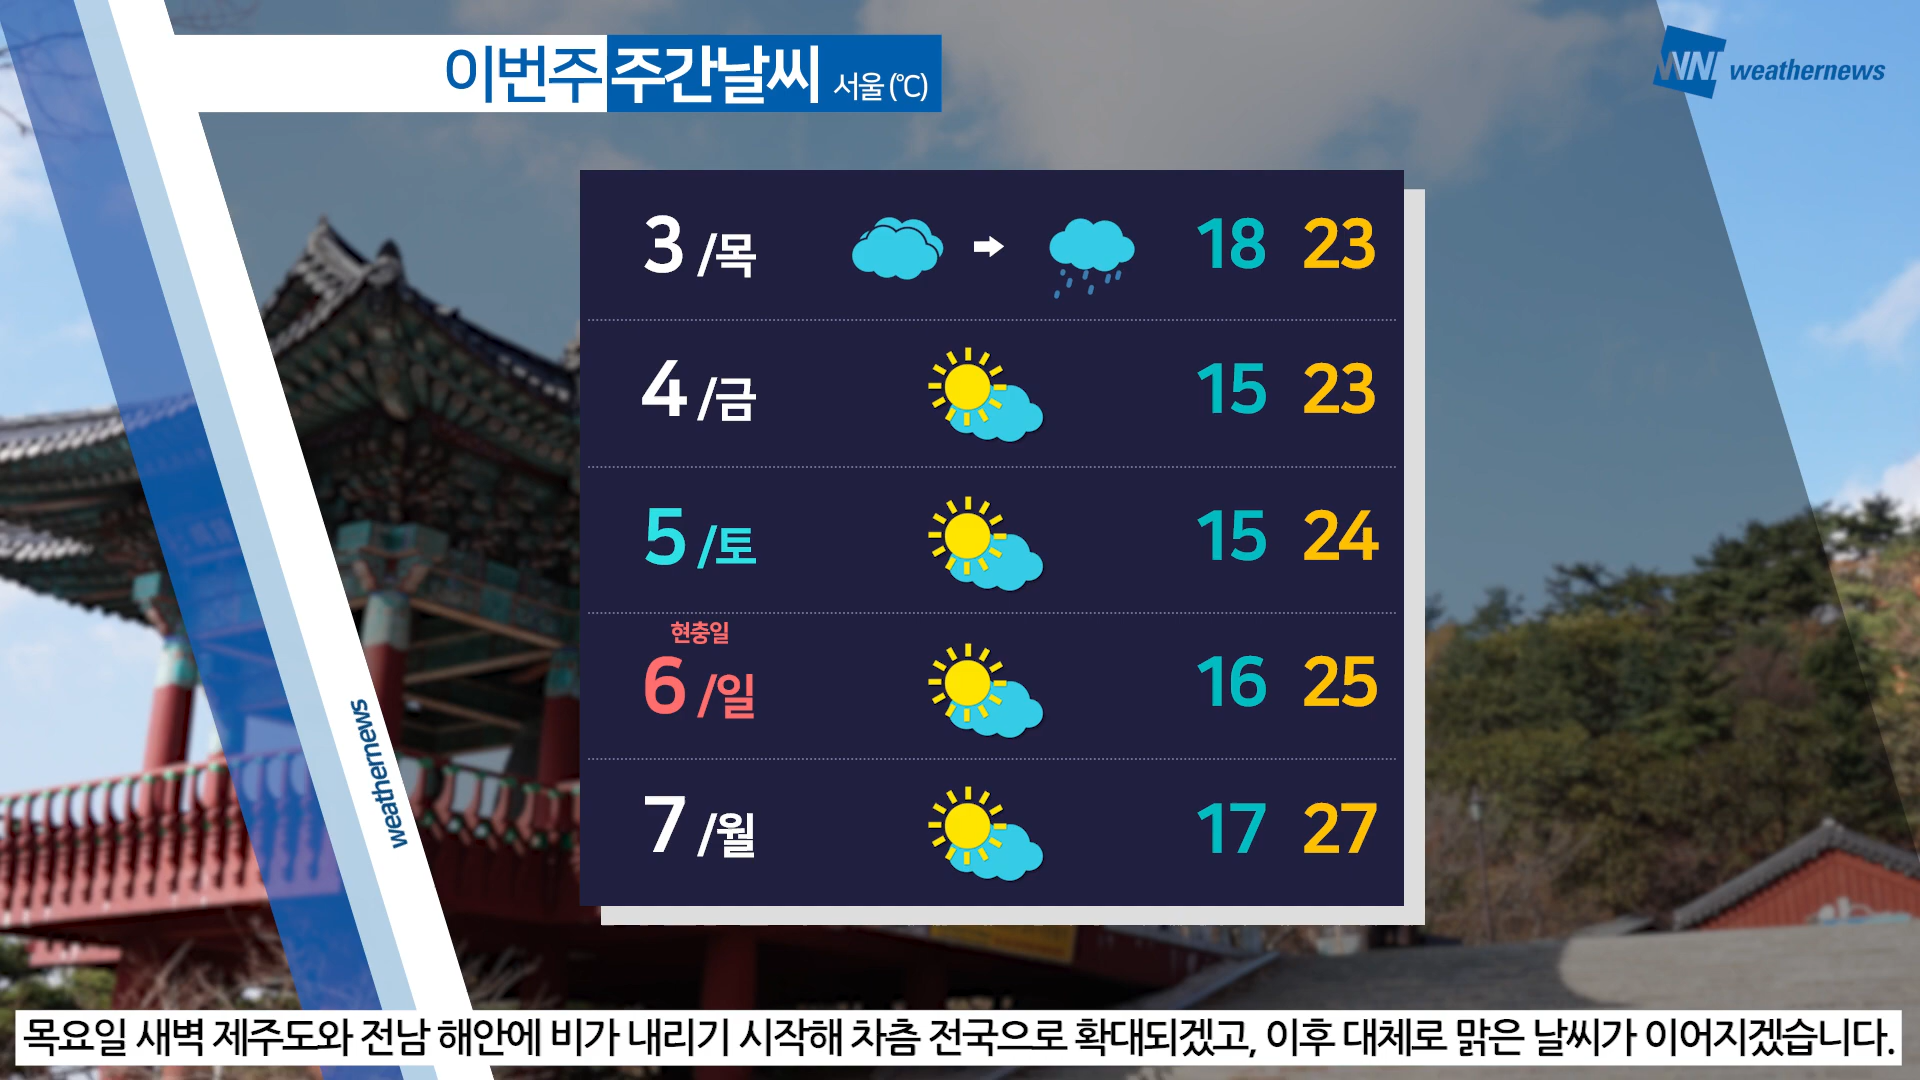 이번주 주간날씨 서울 (℃)
WNI weathernews
3 /목 18 23
4 /금 15 23
5 /토 15 24
현충일
6 /일 16 25
7 /월 17 27
weathernews
목요일 새벽 제주도와 전남 해안에 비가 내리기 시작해 차츰 전국으로 확대되겠고, 이후 대체로 맑은 날씨가 이어지겠습니다.